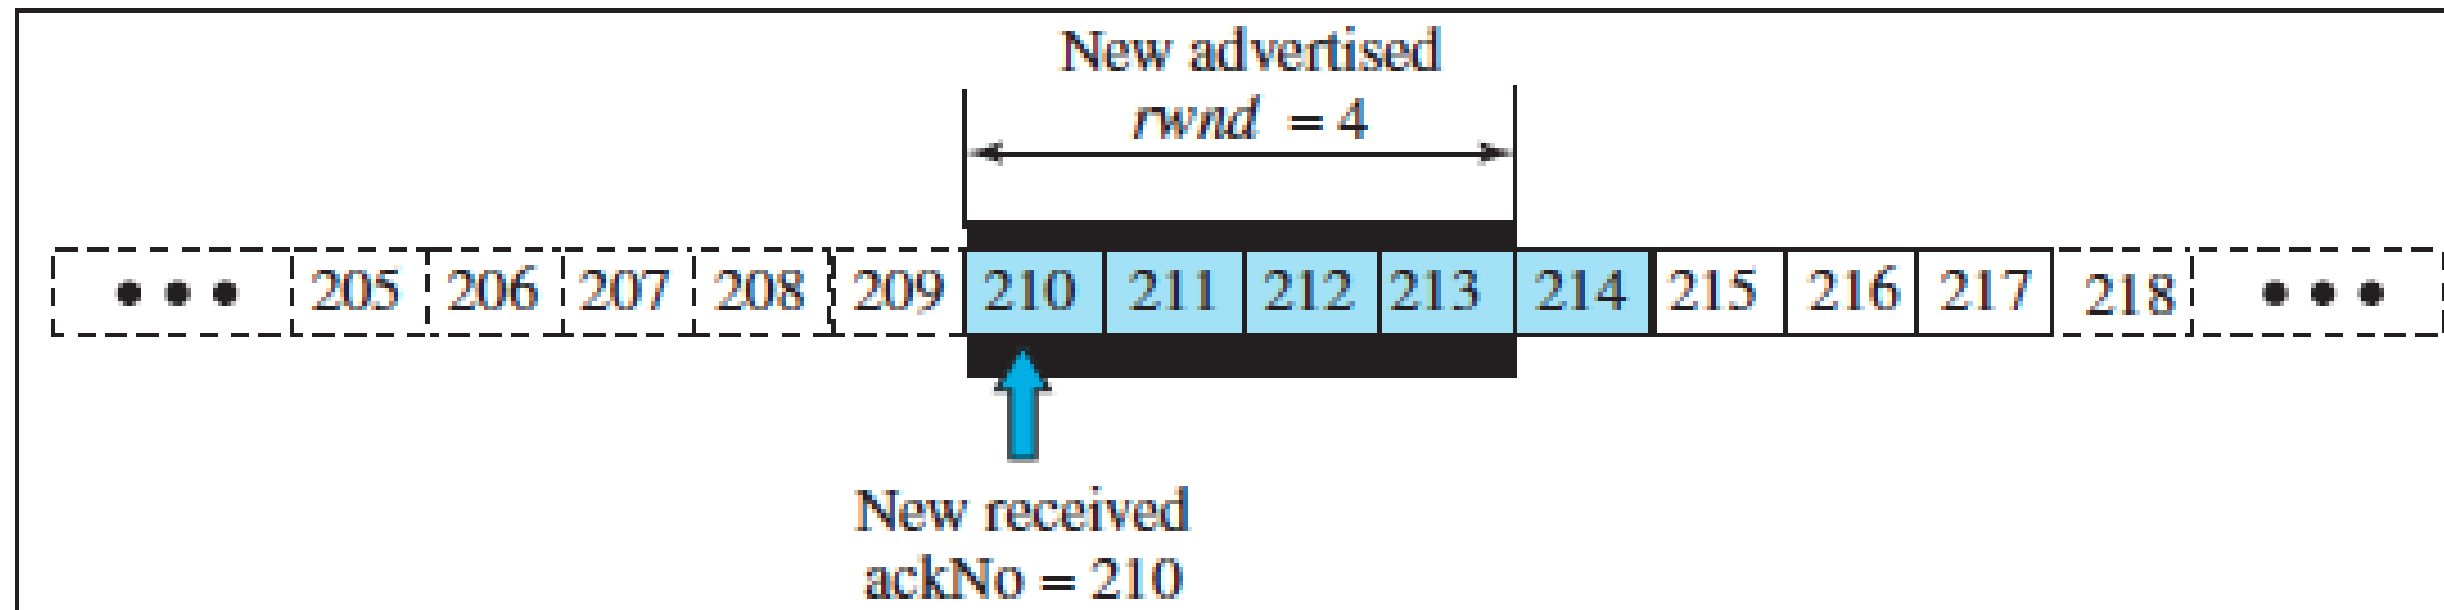 New advertised
rwnd = 4
••• 205 206 207 208 209 210 211 212 213 214 215 216 217 218 •••
New received
ackNo = 210